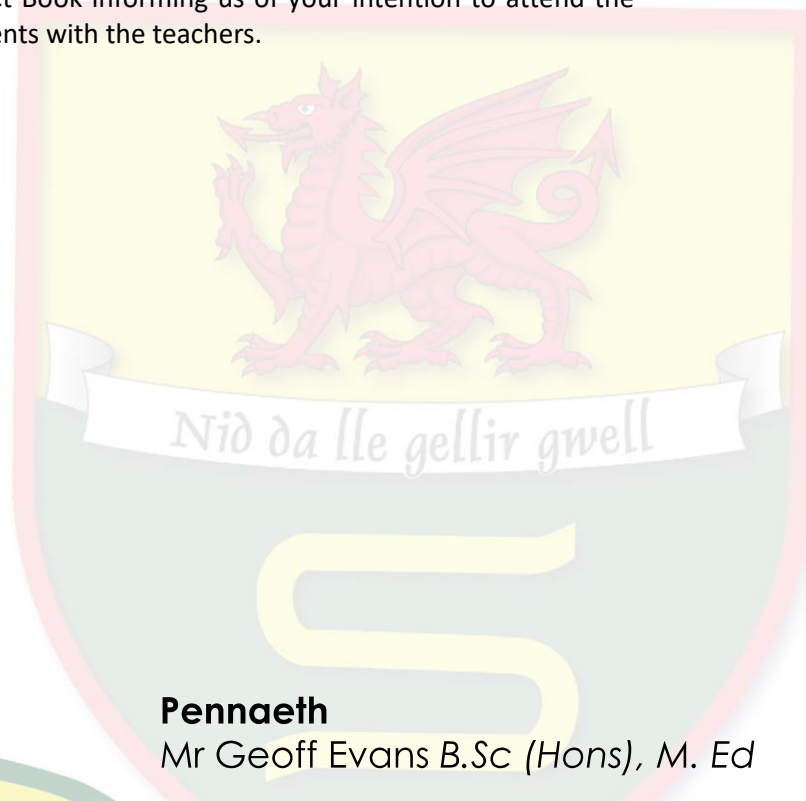 Book informing us of your intention to attend the
with the teachers.
Nid da lle gellir gwell
Pennaeth
Mr Geoff Evans B.Sc (Hons), M. Ed